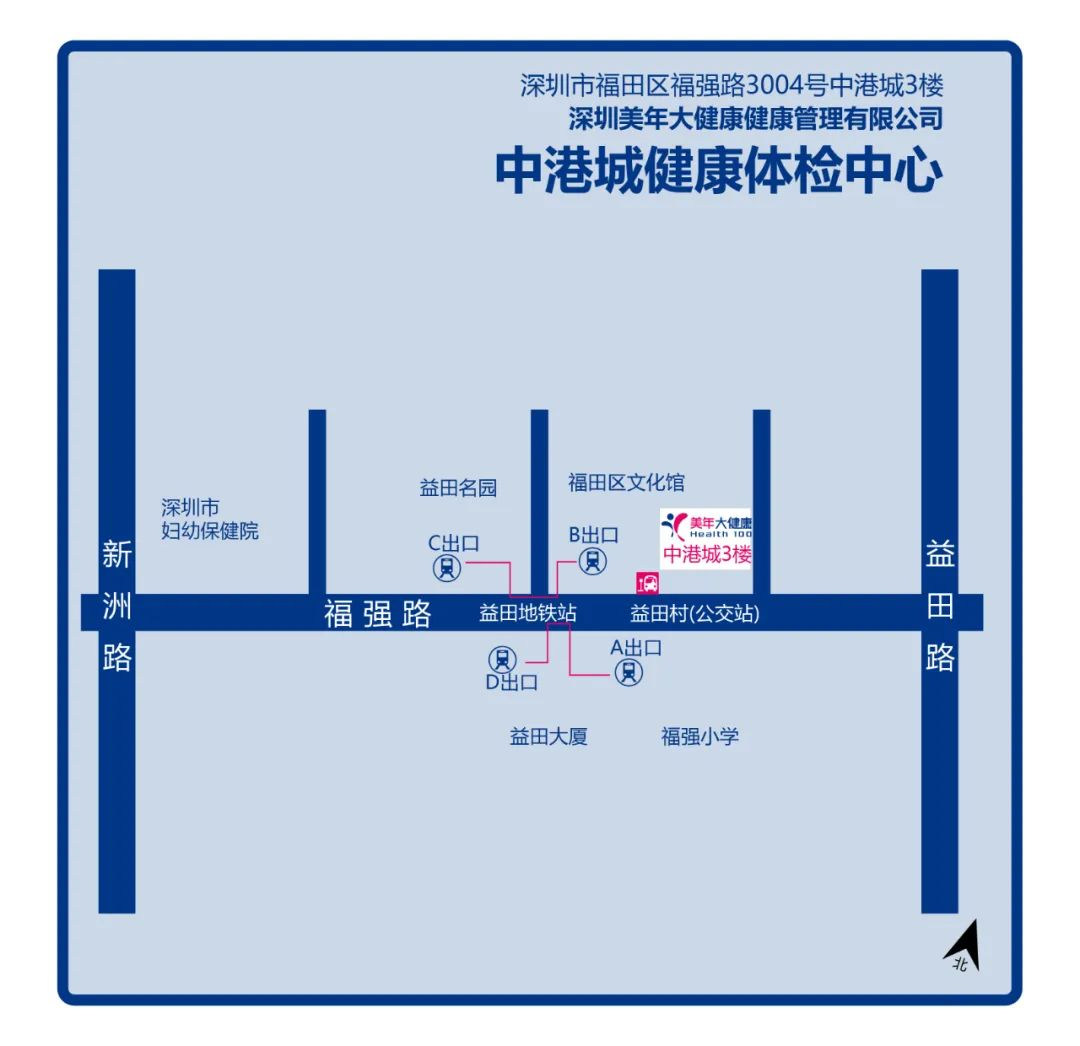 深圳市福田区福强路3004号中港城3楼
深圳美年大健康健康管理有限公司
中港城健康体检中心
益田名园
福田区文化馆
深圳市
妇幼保健院
美年大健康
Health 100
中港城3楼
C出口
B出口
新洲路
益田路
福强路
益田地铁站
益田村(公交站)
A出口
D出口
益田大厦
福强小学
北